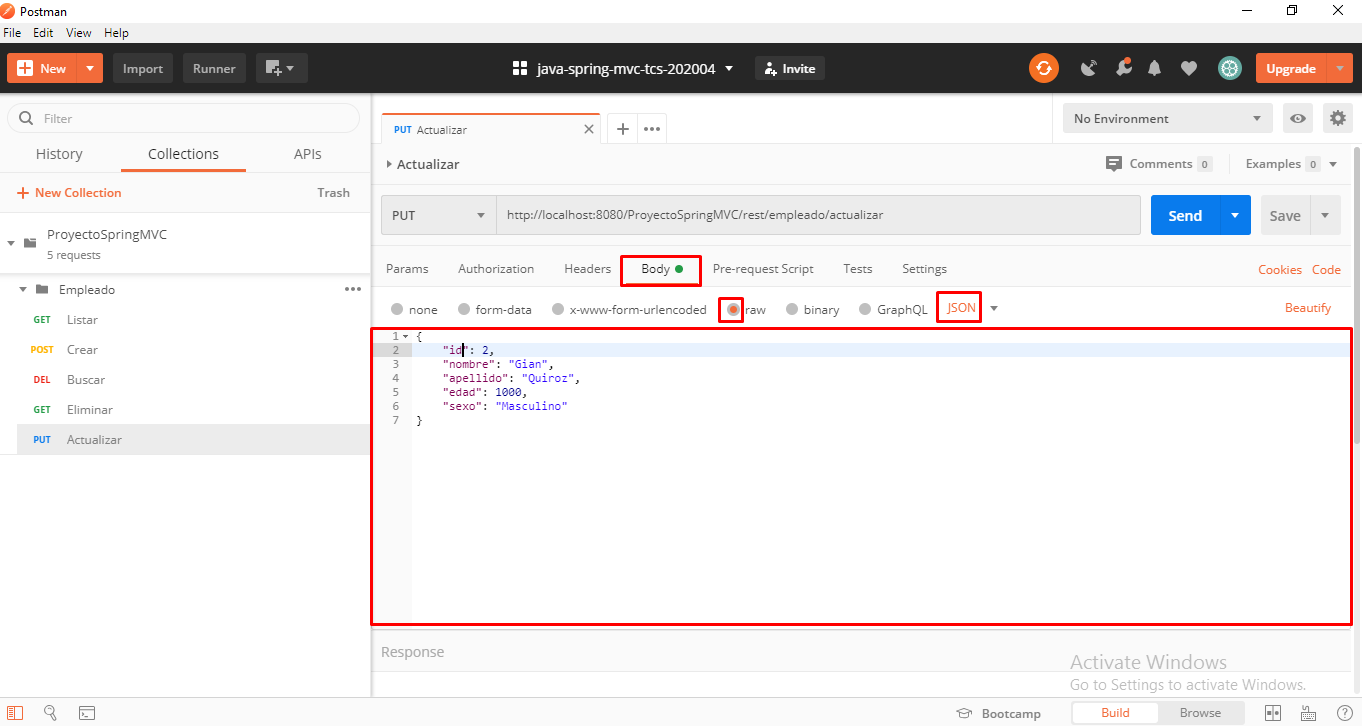 Postman
File Edit View Help
New Import Runner java-spring-mvc-tcs-202004 Invite Upgrade
Filter
History Collections APIs
New Collection Trash
ProyectoSpringMVC
5 requests
Empleado
GET Listar
POST Crear
DEL Buscar
GET Eliminar
PUT Actualizar
PUT Actualizar
No Environment
Actualizar
Comments 0 Examples 0
PUT http://localhost:8080/ProyectoSpringMVC/rest/empleado/actualizar Send Save
Params Authorization Headers Body Pre-request Script Tests Settings Cookies Code
none form-data x-www-form-urlencoded raw binary GraphQL JSON Beautify
1 {
2 "id": 2,
3 "nombre": "Gian",
4 "apellido": "Quiroz",
5 "edad": 1000,
6 "sexo": "Masculino"
7 }
Response
Activate Windows
Go to Settings to activate Windows.
Bootcamp Build Browse